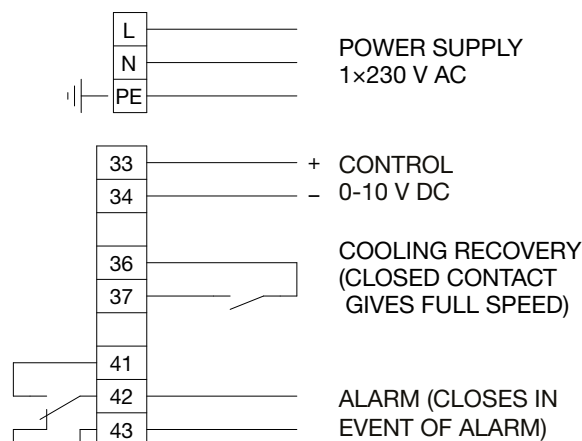 L
N
PE
POWER SUPPLY
1×230 V AC
33
34
+ CONTROL
– 0-10 V DC
36
37
COOLING RECOVERY
(CLOSED CONTACT
GIVES FULL SPEED)
41
42
43
ALARM (CLOSES IN
EVENT OF ALARM)